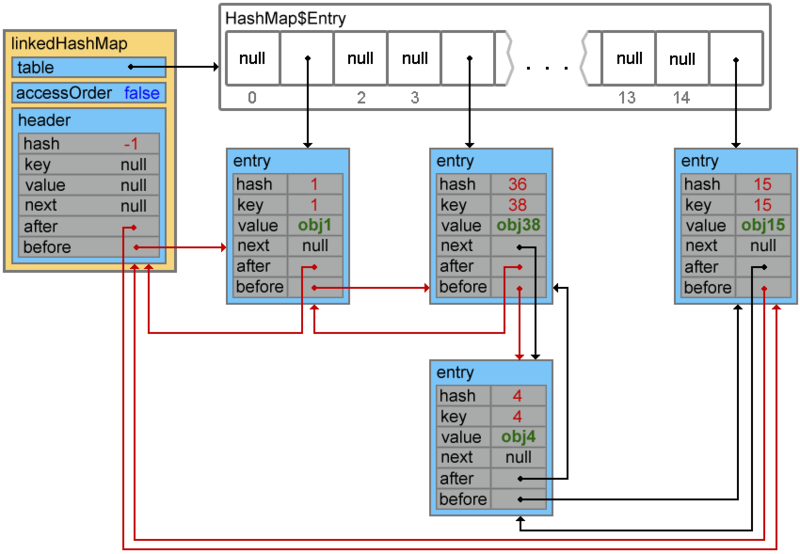 HashMap$Entry
null null null . . . null null
0 2 3 13 14
linkedHashMap
table
accessOrder false
header
hash -1
key null
value null
next null
after
before
entry
hash 1
key 1
value obj1
next null
after
before
entry
hash 36
key 38
value obj38
next
after
before
entry
hash 15
key 15
value obj15
next null
after
before
entry
hash 4
key 4
value obj4
next null
after
before